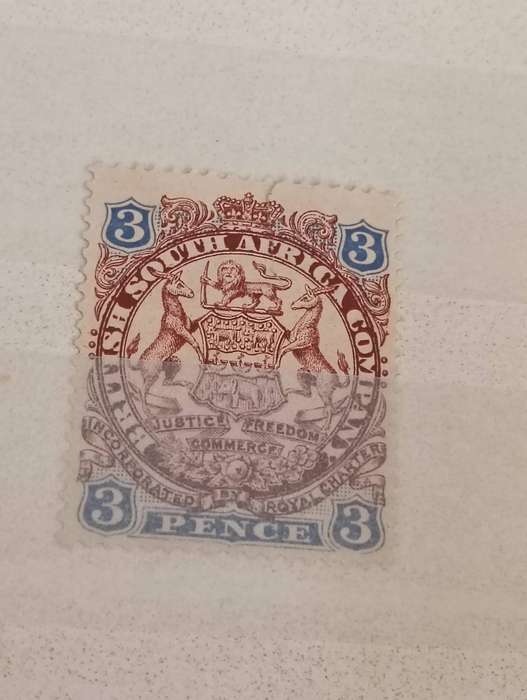 3 3
BRITISH SOUTH AFRICA COMPANY
JUSTICE FREEDOM
COMMERCE
INCORPORATED BY ROYAL CHARTER
3 PENCE 3